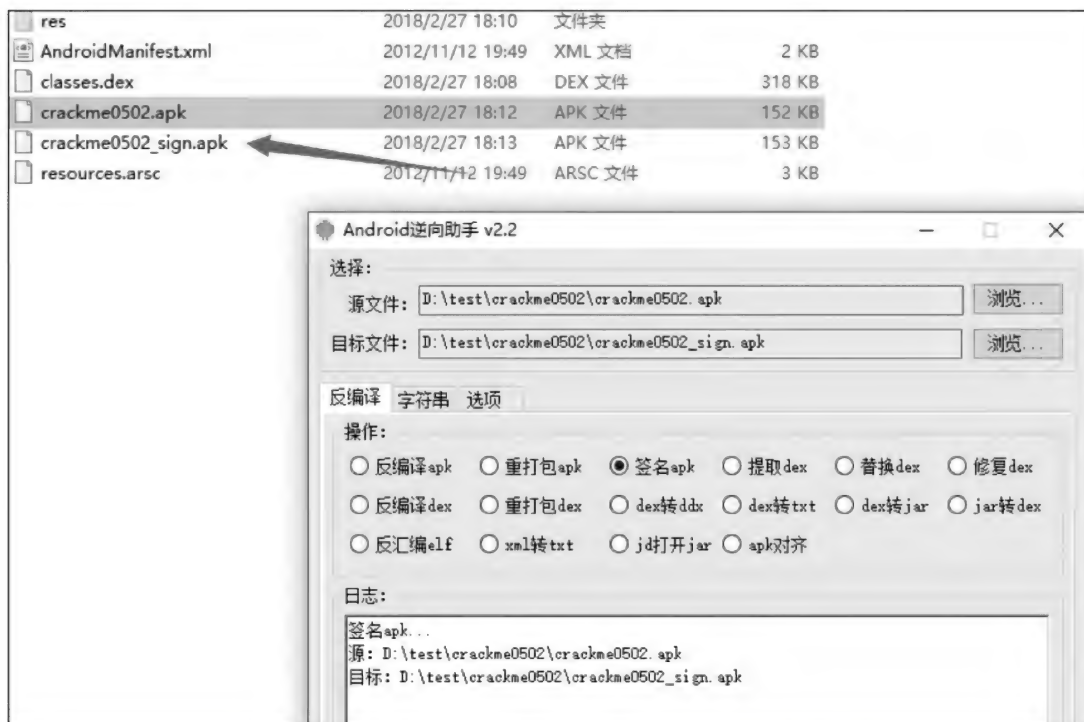 res 2018/2/27 18:10 文件夹
AndroidManifest.xml 2012/11/12 19:49 XML 文档 2 KB
classes.dex 2018/2/27 18:08 DEX 文件 318 KB
crackme0502.apk 2018/2/27 18:12 APK 文件 152 KB
crackme0502_sign.apk 2018/2/27 18:13 APK 文件 153 KB
resources.arsc 2012/11/12 19:49 ARSC 文件 3 KB
Android逆向助手 v2.2
选择:
源文件: D:\test\crackme0502\crackme0502.apk 浏览...
目标文件: D:\test\crackme0502\crackme0502_sign.apk 浏览...
反编译 字符串 选项
操作:
反编译apk 重打包apk 签名apk 提取dex 替换dex 修复dex
反编译dex 重打包dex dex转ddx dex转txt dex转jar jar转dex
反汇编elf xml转txt jd打开jar apk对齐
日志:
签名apk...
源: D:\test\crackme0502\crackme0502.apk
目标: D:\test\crackme0502\crackme0502_sign.apk